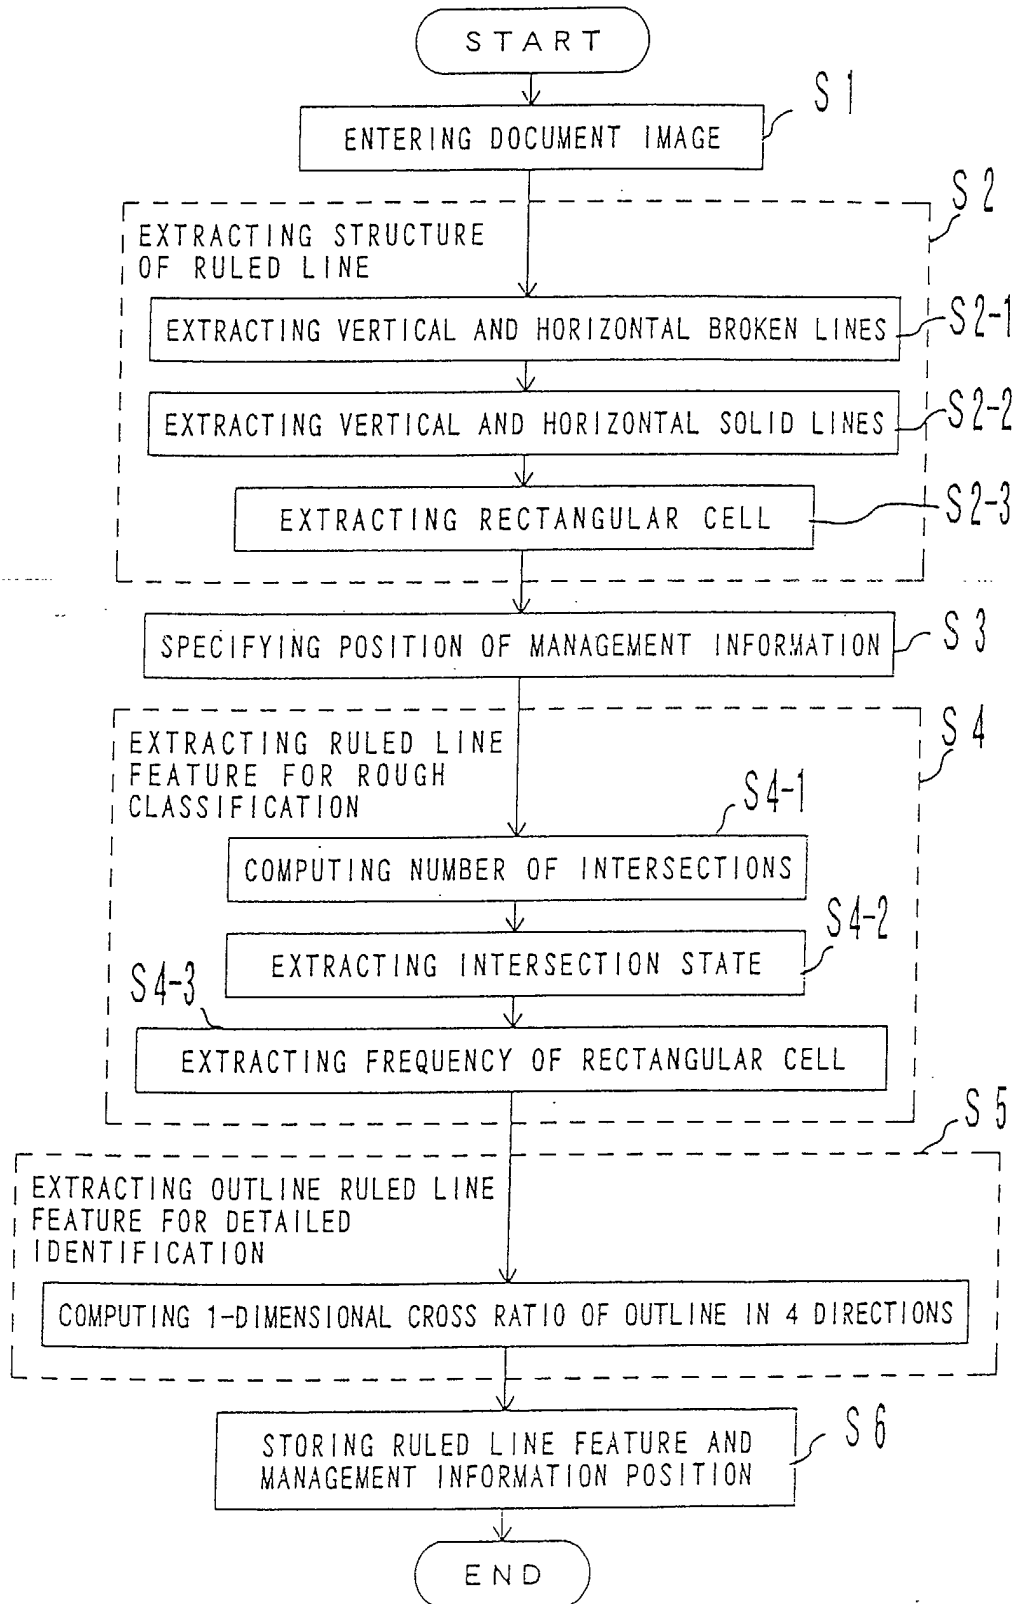 START
S1
ENTERING DOCUMENT IMAGE
S2
EXTRACTING STRUCTURE
OF RULED LINE
EXTRACTING VERTICAL AND HORIZONTAL BROKEN LINES
S2-1
EXTRACTING VERTICAL AND HORIZONTAL SOLID LINES
S2-2
EXTRACTING RECTANGULAR CELL
S2-3
SPECIFYING POSITION OF MANAGEMENT INFORMATION
S3
S4
EXTRACTING RULED LINE
FEATURE FOR ROUGH
CLASSIFICATION
S4-1
COMPUTING NUMBER OF INTERSECTIONS
S4-2
EXTRACTING INTERSECTION STATE
S4-3
EXTRACTING FREQUENCY OF RECTANGULAR CELL
S5
EXTRACTING OUTLINE RULED LINE
FEATURE FOR DETAILED
IDENTIFICATION
COMPUTING 1-DIMENSIONAL CROSS RATIO OF OUTLINE IN 4 DIRECTIONS
S6
STORING RULED LINE FEATURE AND
MANAGEMENT INFORMATION POSITION
END